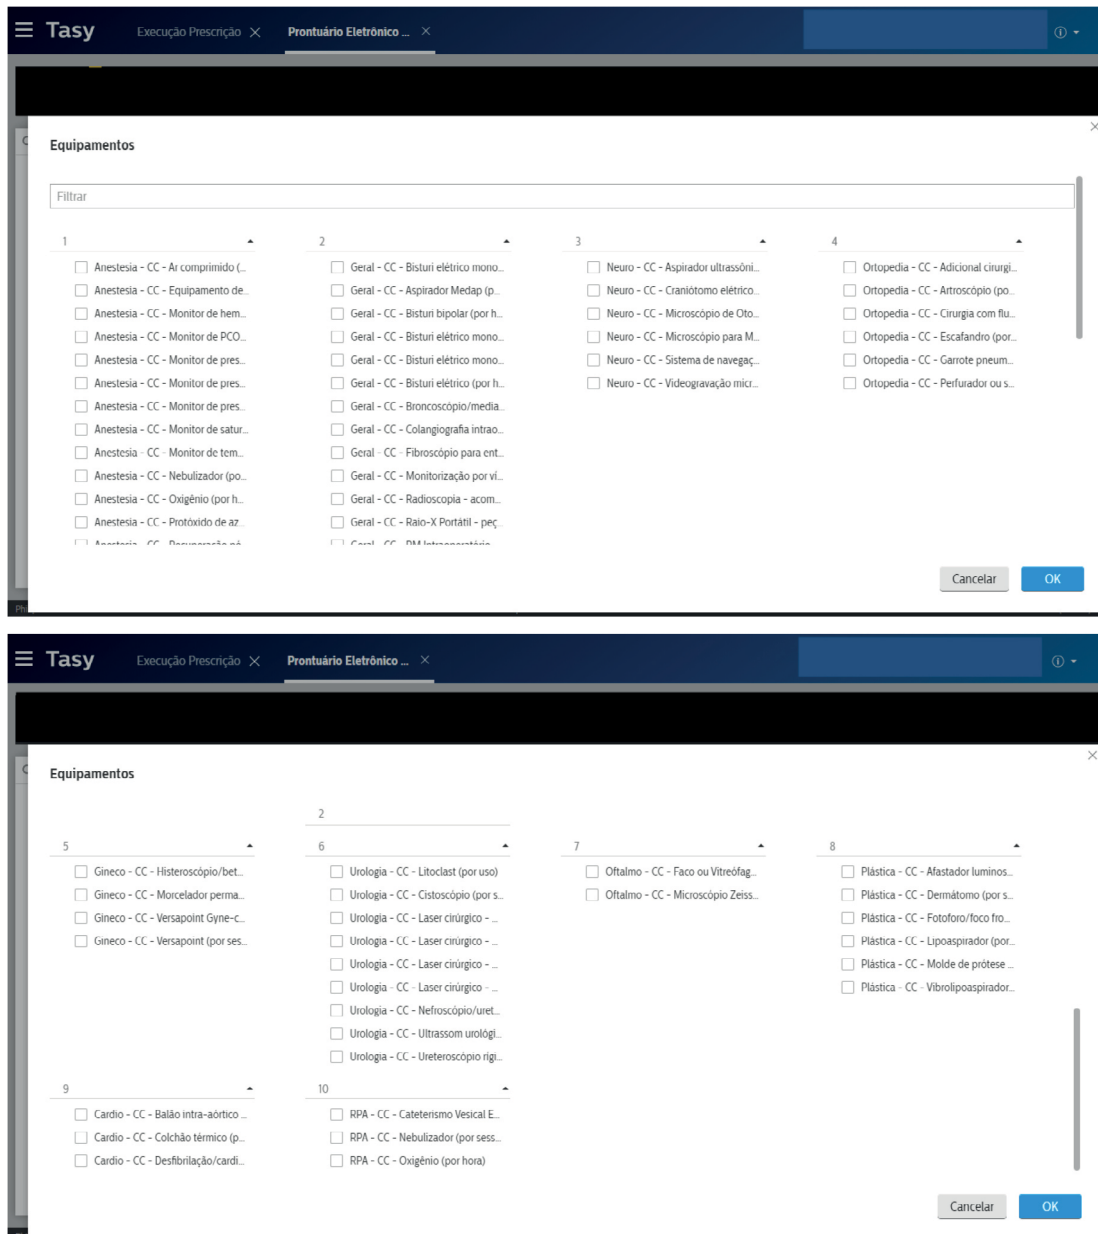 Tasy
Execução Prescrição
Prontuário Eletrônico ...
Equipamentos
Filtrar
1
Anestesia - CC - Ar comprimido (...
Anestesia - CC - Equipamento de...
Anestesia - CC - Monitor de hem...
Anestesia - CC - Monitor de PCO...
Anestesia - CC - Monitor de pres...
Anestesia - CC - Monitor de pres...
Anestesia - CC - Monitor de pres...
Anestesia - CC - Monitor de satur...
Anestesia - CC - Monitor de tem...
Anestesia - CC - Nebulizador (po...
Anestesia - CC - Oxigênio (por h...
Anestesia - CC - Protóxido de az...
Anestesia - CC - Recuperação pó...
2
Geral - CC - Bisturi elétrico mono...
Geral - CC - Aspirador Medap (p...
Geral - CC - Bisturi bipolar (por h...
Geral - CC - Bisturi elétrico mono...
Geral - CC - Bisturi elétrico mono...
Geral - CC - Bisturi elétrico (por h...
Geral - CC - Broncoscópio/media...
Geral - CC - Colangiografia intrao...
Geral - CC - Fibroscópio para ent...
Geral - CC - Monitorização por ví...
Geral - CC - Radioscopia - acom...
Geral - CC - Raio-X Portátil - peç...
Geral - CC - RM Intraoperatório
3
Neuro - CC - Aspirador ultrassôni...
Neuro - CC - Craniótomo elétrico...
Neuro - CC - Microscópio de Oto...
Neuro - CC - Microscópio para M...
Neuro - CC - Sistema de navegaç...
Neuro - CC - Videogravação micr...
4
Ortopedia - CC - Adicional cirurgi...
Ortopedia - CC - Artroscópio (po...
Ortopedia - CC - Cirurgia com flu...
Ortopedia - CC - Escafandro (por...
Ortopedia - CC - Garrote pneum...
Ortopedia - CC - Perfurador ou s...
Cancelar
OK
Tasy
Execução Prescrição
Prontuário Eletrônico ...
Equipamentos
2
5
Gineco - CC - Histeroscópio/bet...
Gineco - CC - Morcelador perma...
Gineco - CC - Versapoint Gyne-c...
Gineco - CC - Versapoint (por ses...
6
Urologia - CC - Litoclast (por uso)
Urologia - CC - Cistoscópio (por s...
Urologia - CC - Laser cirúrgico - ...
Urologia - CC - Laser cirúrgico - ...
Urologia - CC - Laser cirúrgico - ...
Urologia - CC - Laser cirúrgico - ...
Urologia - CC - Nefroscópio/uret...
Urologia - CC - Ultrassom urológi...
Urologia - CC - Ureteroscópio rígi...
7
Oftalmo - CC - Faco ou Vitreófag...
Oftalmo - CC - Microscópio Zeiss...
8
Plástica - CC - Afastador luminos...
Plástica - CC - Dermátomo (por s...
Plástica - CC - Fotoforo/foco fro...
Plástica - CC - Lipoaspirador (por...
Plástica - CC - Molde de prótese ...
Plástica - CC - Vibrolipoaspirador...
9
Cardio - CC - Balão intra-aórtico ...
Cardio - CC - Colchão térmico (p...
Cardio - CC - Desfibrilação/cardi...
10
RPA - CC - Cateterismo Vesical E...
RPA - CC - Nebulizador (por sess...
RPA - CC - Oxigênio (por hora)
Cancelar
OK